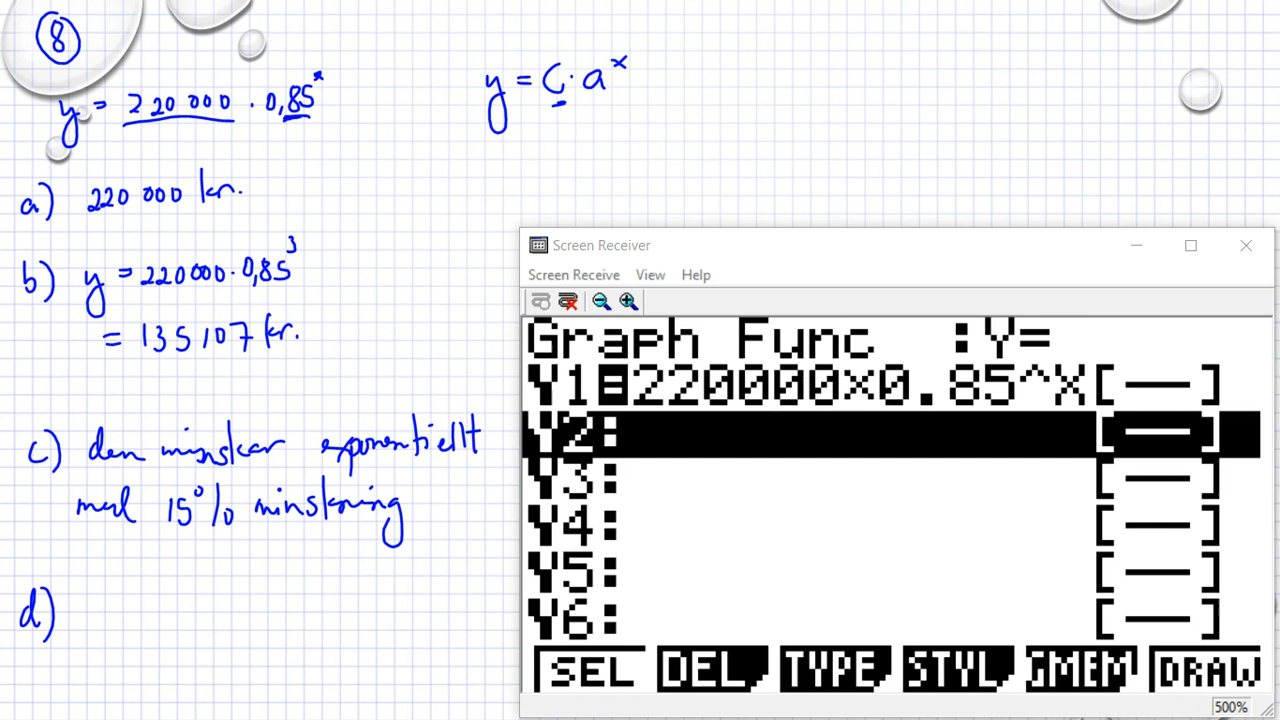 8
y = 220 000 · 0,85^x
y = C · a^x
a) 220 000 kr.
b) y = 220000 · 0,85^3
= 135 107 kr.
c) den minskar exponentiellt
med 15% minskning
d)
Screen Receiver
Screen Receive View Help
Graph Func :Y=
Y1=220000×0.85^X[—]
Y2: [—]
Y3: [—]
Y4: [—]
Y5: [—]
Y6: [—]
SEL DEL TYPE STYL GMEM DRAW
500%